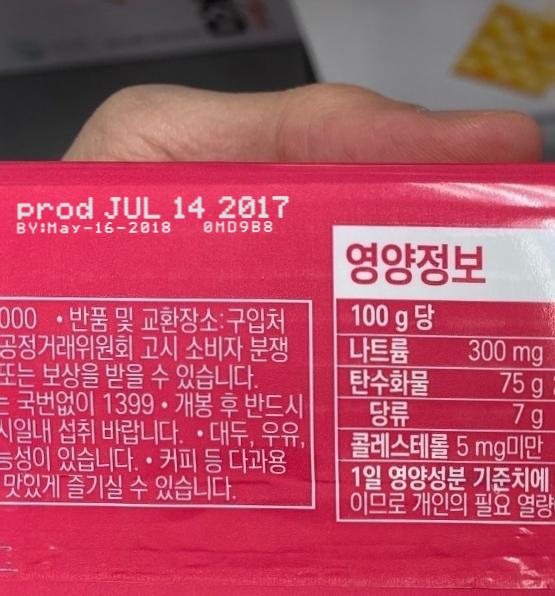 prod JUL 14 2017
BY:May-16-2018 0MD9B8
000 • 반품 및 교환장소:구입처
공정거래위원회 고시 소비자 분쟁
또는 보상을 받을 수 있습니다.
는 국번없이 1399 • 개봉 후 반드시
시일내 섭취 바랍니다. • 대두, 우유,
능성이 있습니다. • 커피 등 다과용
맛있게 즐기실 수 있습니다.
영양정보
100 g 당
나트륨 300 mg
탄수화물 75 g
당류 7 g
콜레스테롤 5 mg미만
1일 영양성분 기준치에
이므로 개인의 필요 열량